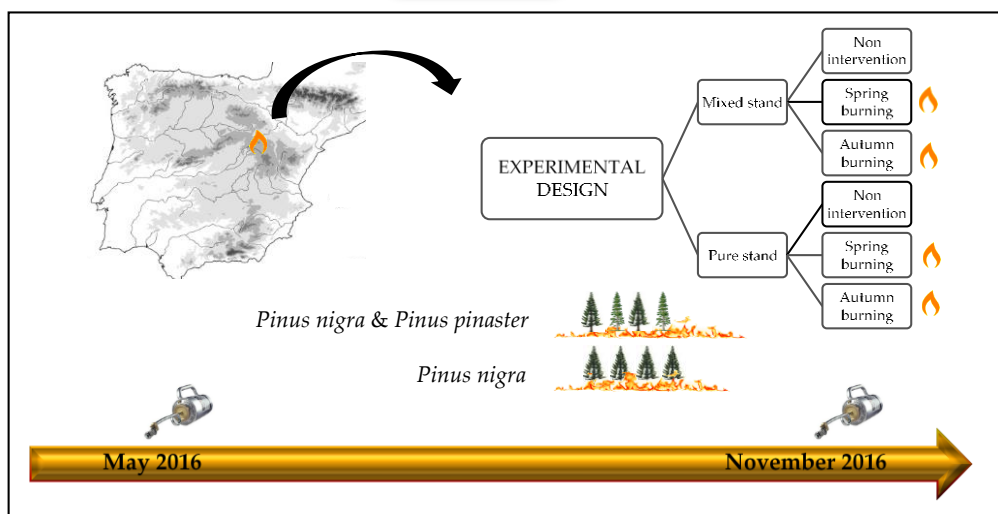 EXPERIMENTAL
DESIGN
Mixed stand
Non
intervention
Spring
burning
Autumn
burning
Pure stand
Non
intervention
Spring
burning
Autumn
burning
Pinus nigra & Pinus pinaster
Pinus nigra
May 2016
November 2016